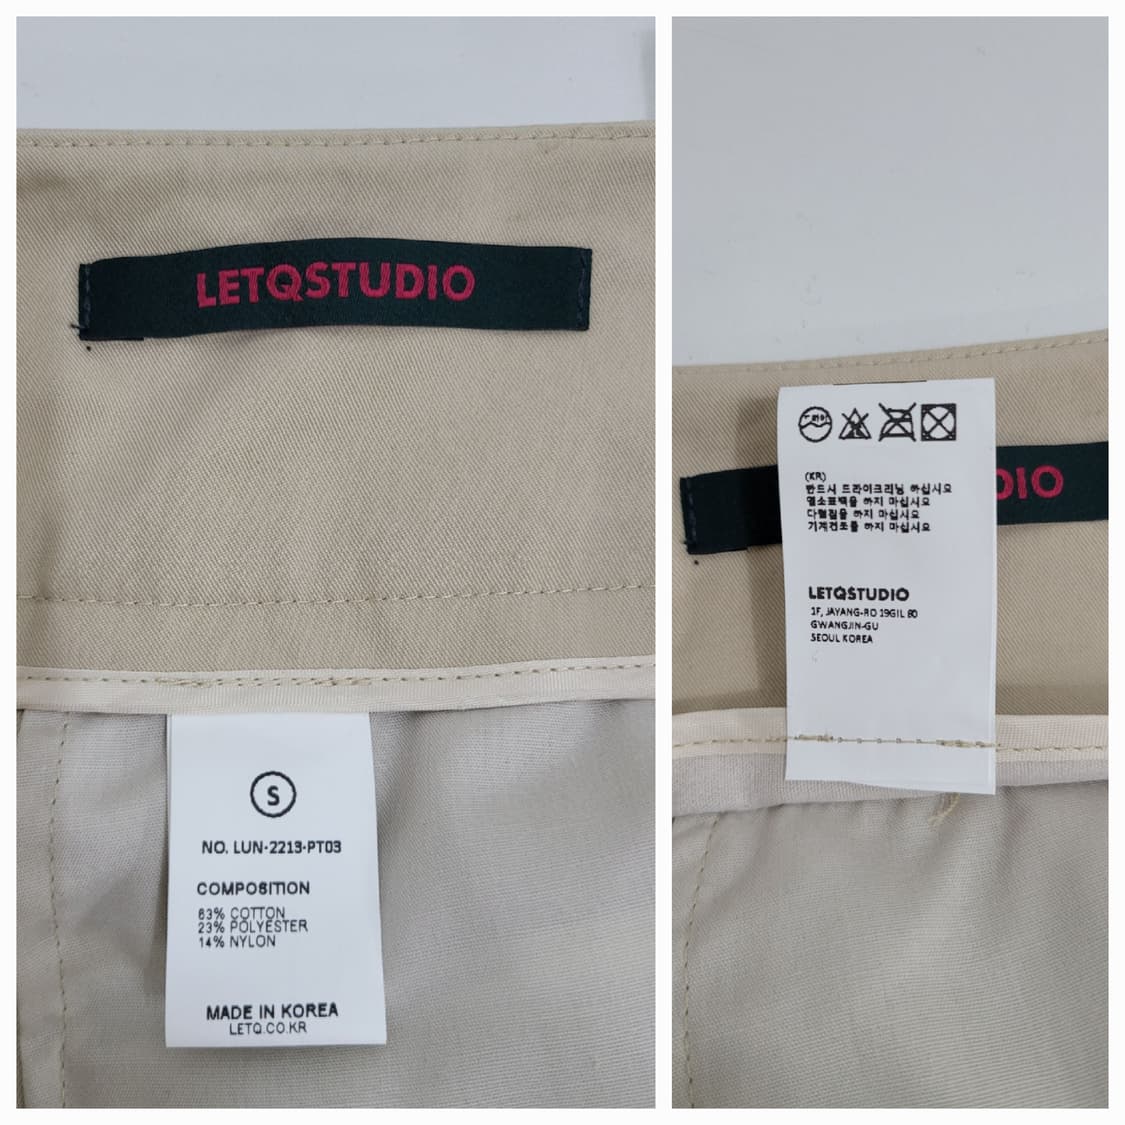 LETQSTUDIO
S
NO. LUN-2213-PT03
COMPOSITION
63% COTTON
23% POLYESTER
14% NYLON
MADE IN KOREA
LETQ.CO.KR
(KR)
반드시 드라이크리닝 하십시오
염소표백을 하지 마십시오
다림질을 하지 마십시오
기계건조를 하지 마십시오
DIO
LETQSTUDIO
1F, JAYANG-RO 19GIL 60
GWANGJIN-GU
SEOUL KOREA